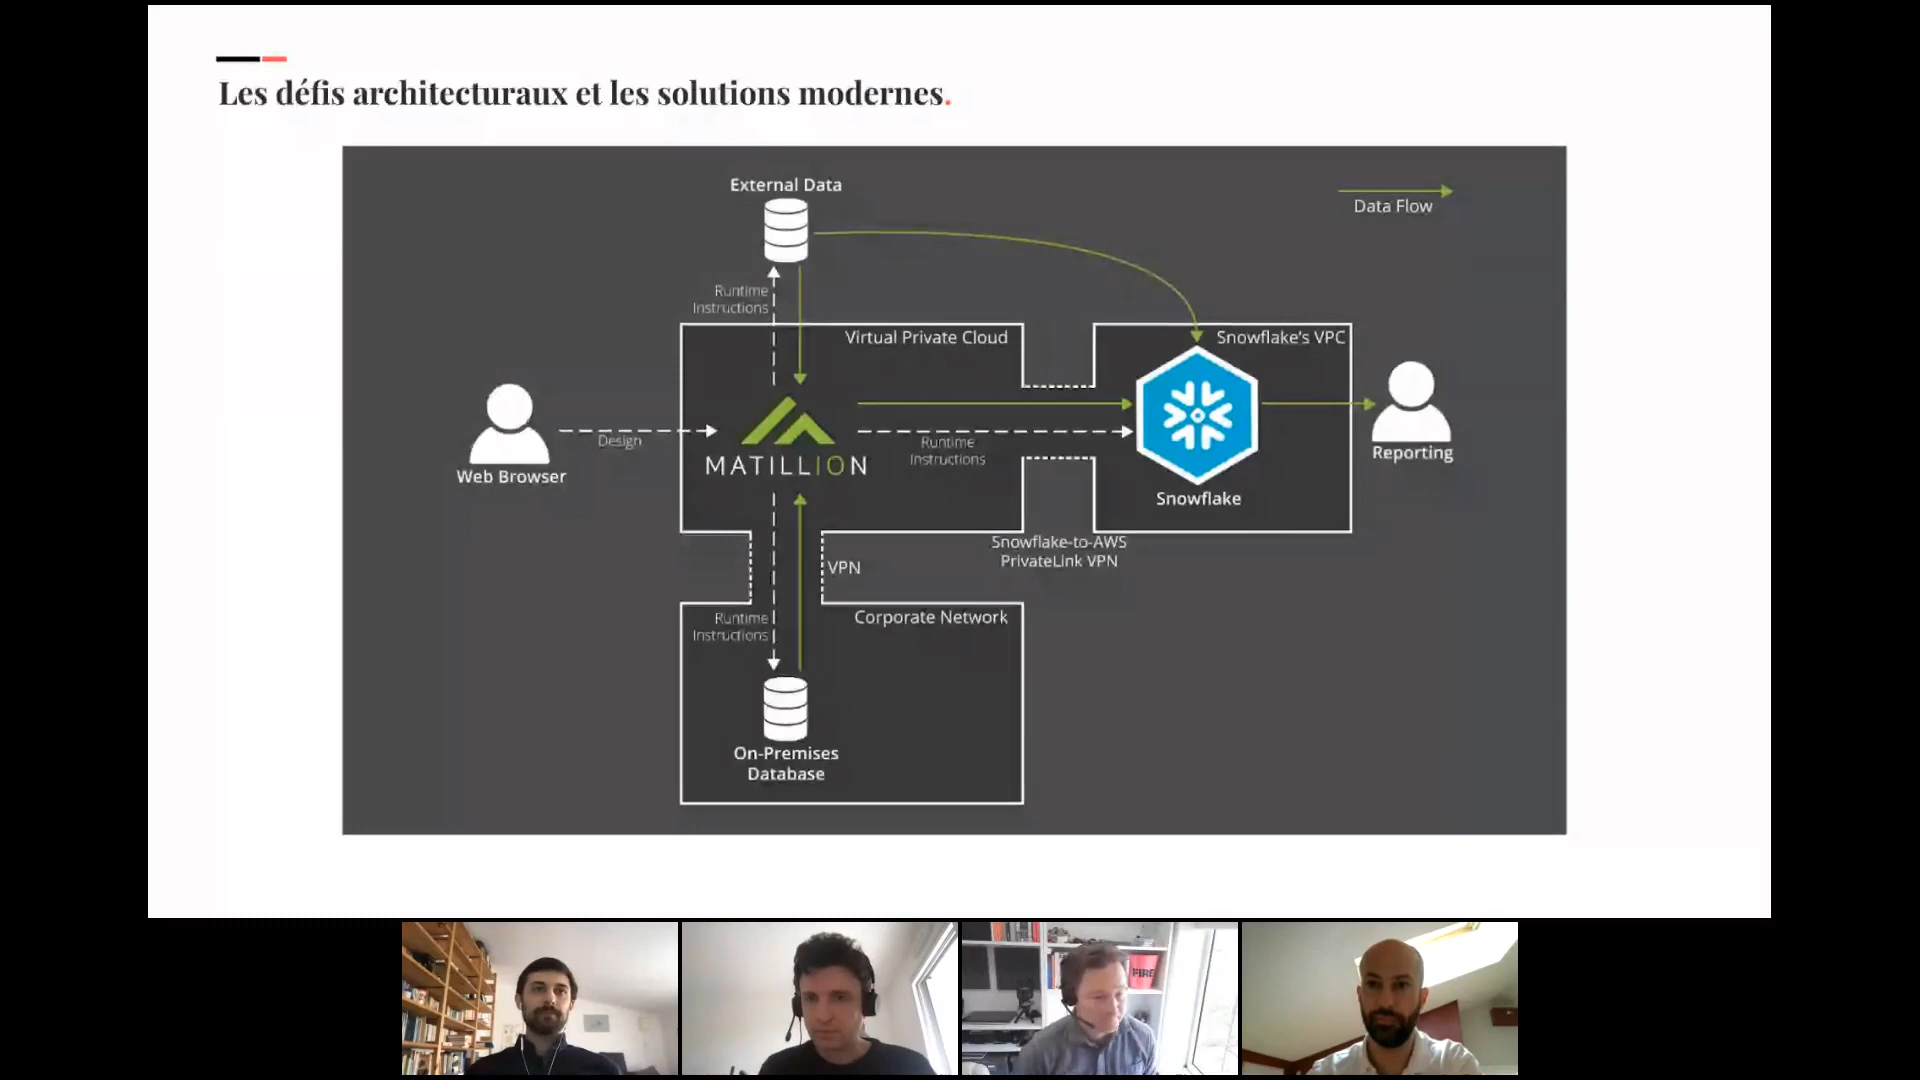 Les défis architecturaux et les solutions modernes.
External Data
Data Flow
Runtime
Instructions
Virtual Private Cloud
Snowflake's VPC
Design
MATILLION
Runtime
Instructions
Web Browser
Reporting
Snowflake
Snowflake-to-AWS
PrivateLink VPN
VPN
Runtime
Instructions
Corporate Network
On-Premises
Database
FIRE